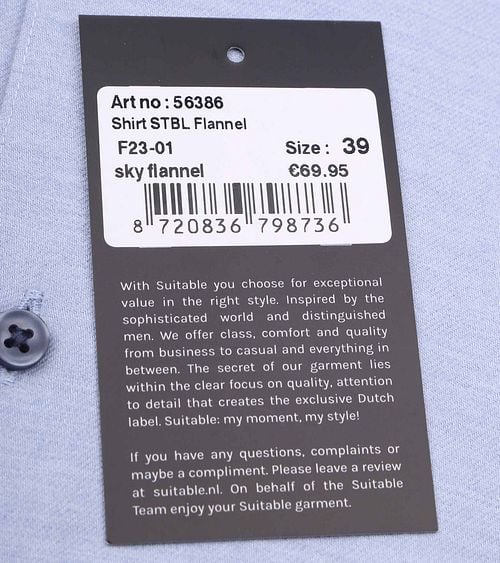 Art no : 56386
Shirt STBL Flannel
F23-01 Size : 39
sky flannel €69.95
8 720836 798736
With Suitable you choose for exceptional
value in the right style. Inspired by the
sophisticated world and distinguished
men. We offer class, comfort and quality
from business to casual and everything in
between. The secret of our garment lies
within the clear focus on quality, attention
to detail that creates the exclusive Dutch
label. Suitable: my moment, my style!
If you have any questions, complaints or
maybe a compliment. Please leave a review
at suitable.nl. On behalf of the Suitable
Team enjoy your Suitable garment.